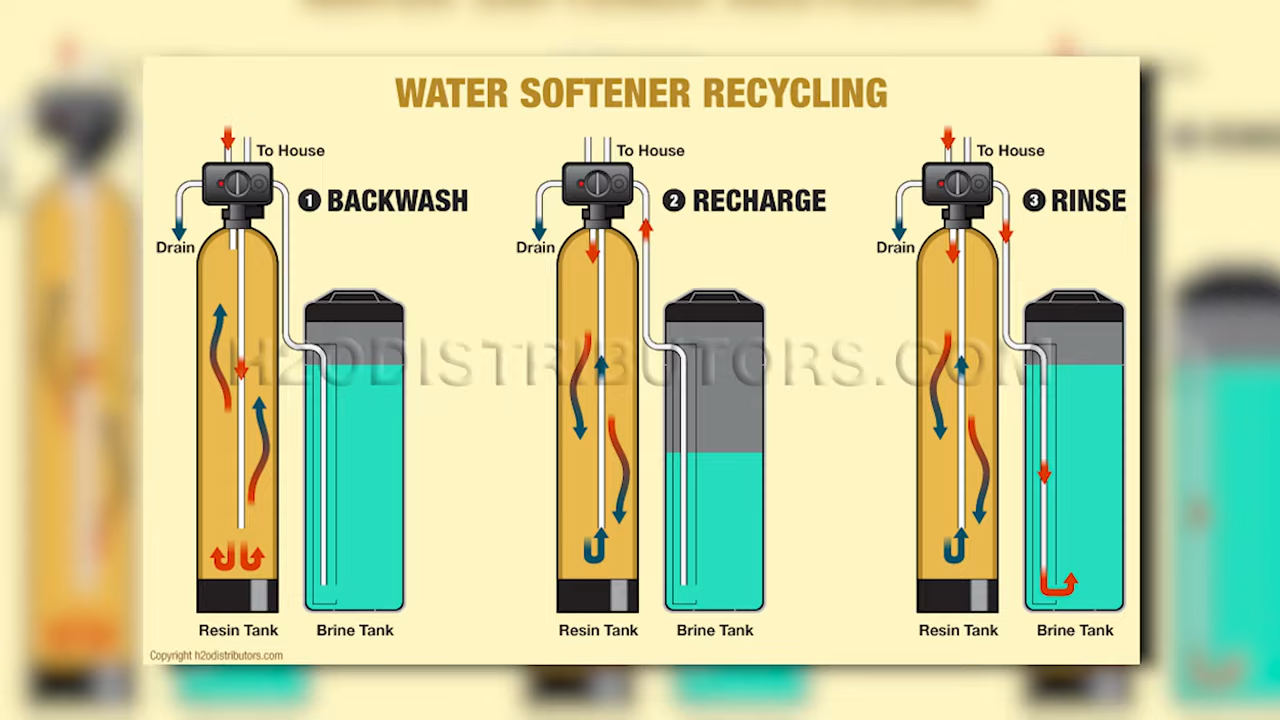 WATER SOFTENER RECYCLING
To House
1 BACKWASH
Drain
Resin Tank
Brine Tank
To House
2 RECHARGE
Drain
Resin Tank
Brine Tank
To House
3 RINSE
Drain
Resin Tank
Brine Tank
H2ODISTRIBUTORS.COM
Copyright h2odistributors.com